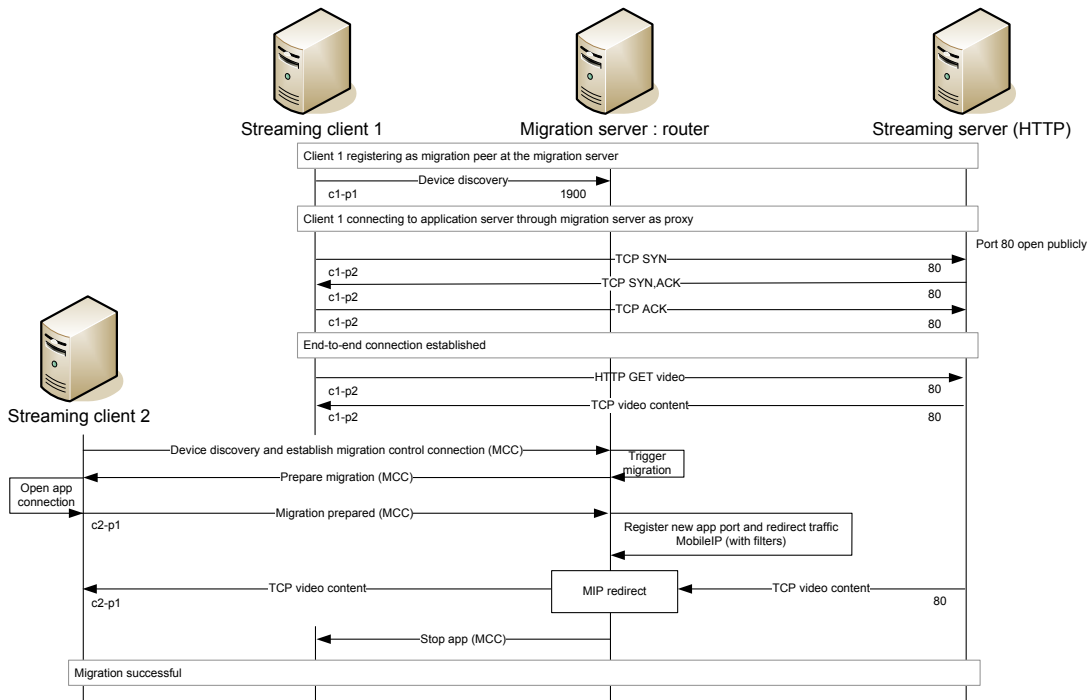 Streaming client 1
Migration server : router
Streaming server (HTTP)
Client 1 registering as migration peer at the migration server
Device discovery
c1-p1
1900
Client 1 connecting to application server through migration server as proxy
Port 80 open publicly
TCP SYN
c1-p2
80
TCP SYN,ACK
c1-p2
80
TCP ACK
c1-p2
80
End-to-end connection established
HTTP GET video
c1-p2
80
TCP video content
c1-p2
80
Streaming client 2
Device discovery and establish migration control connection (MCC)
Trigger
migration
Prepare migration (MCC)
Open app
connection
Migration prepared (MCC)
c2-p1
Register new app port and redirect traffic
MobileIP (with filters)
TCP video content
MIP redirect
TCP video content
c2-p1
80
Stop app (MCC)
Migration successful